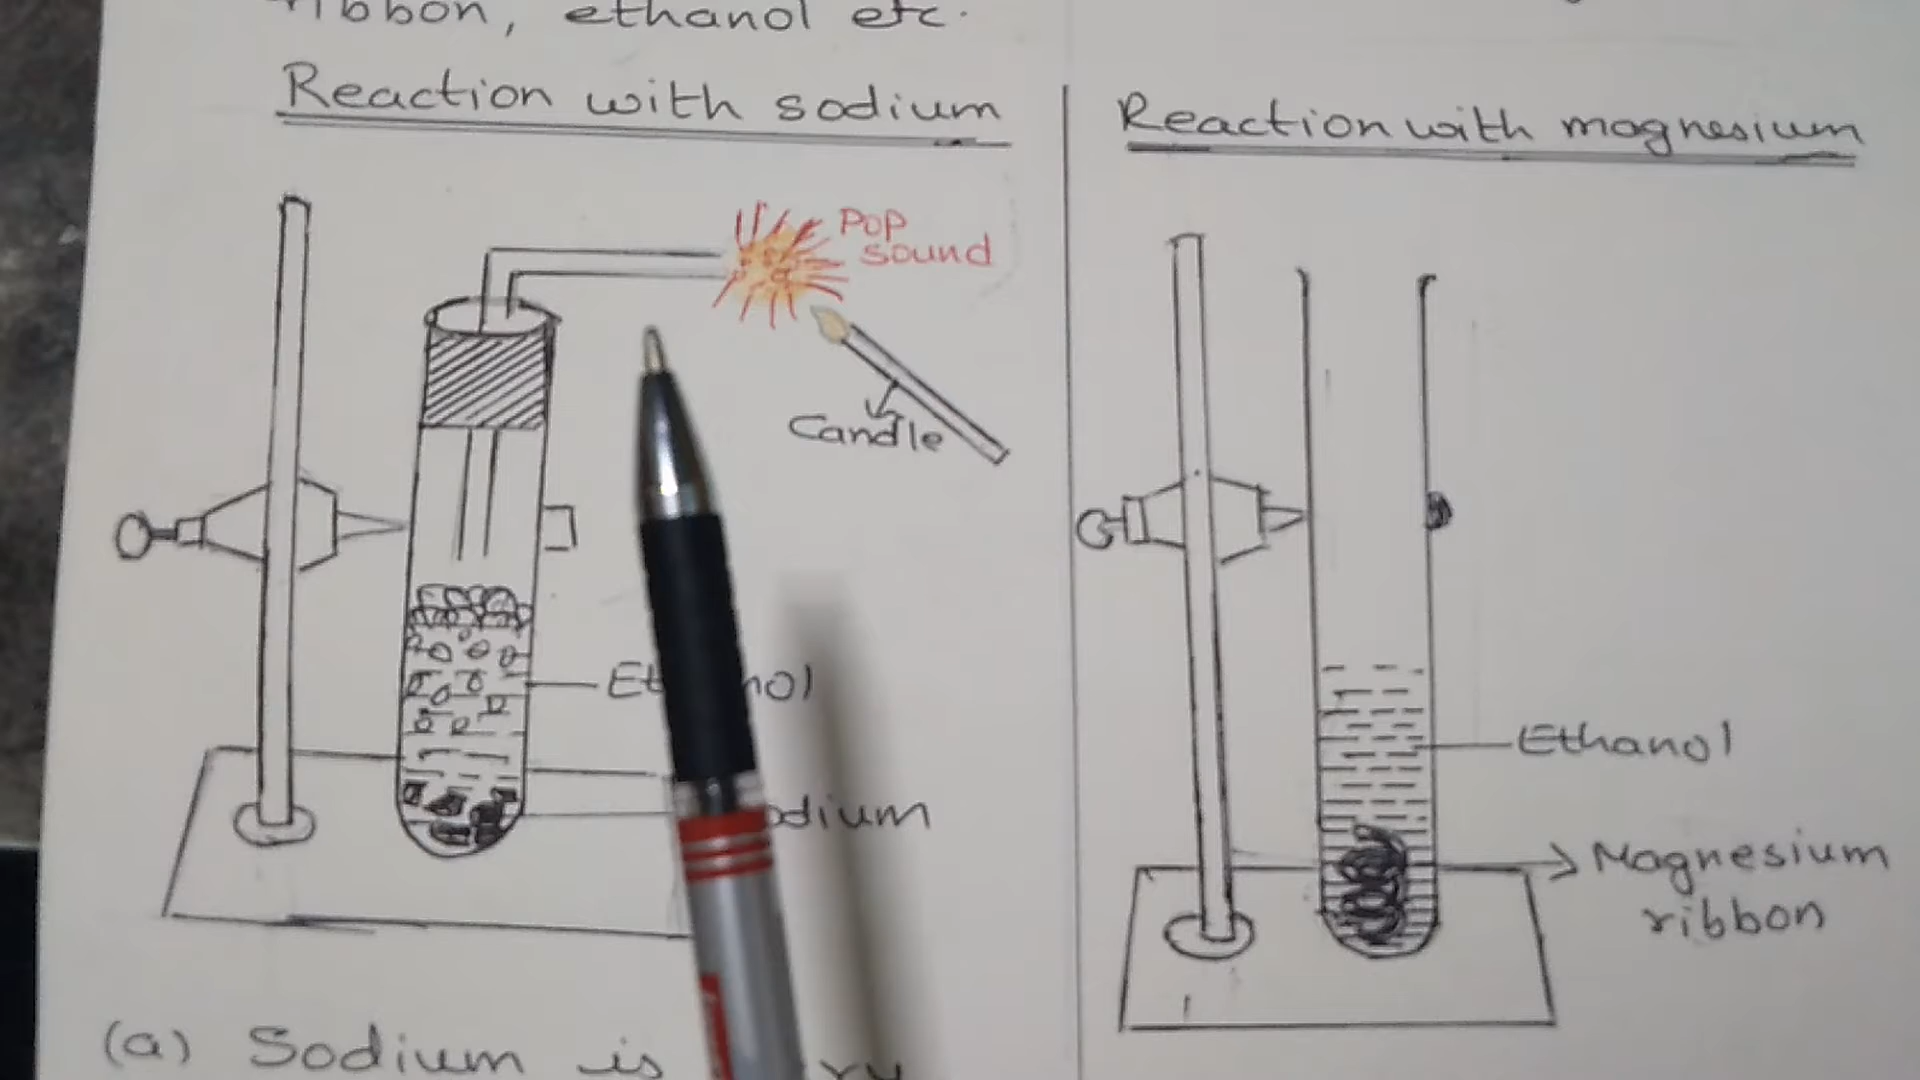 ribbon, ethanol etc.
Reaction with sodium
Pop
sound
Candle
Reaction with magnesium
Ethanol
Magnesium
ribbon
(a) Sodium is